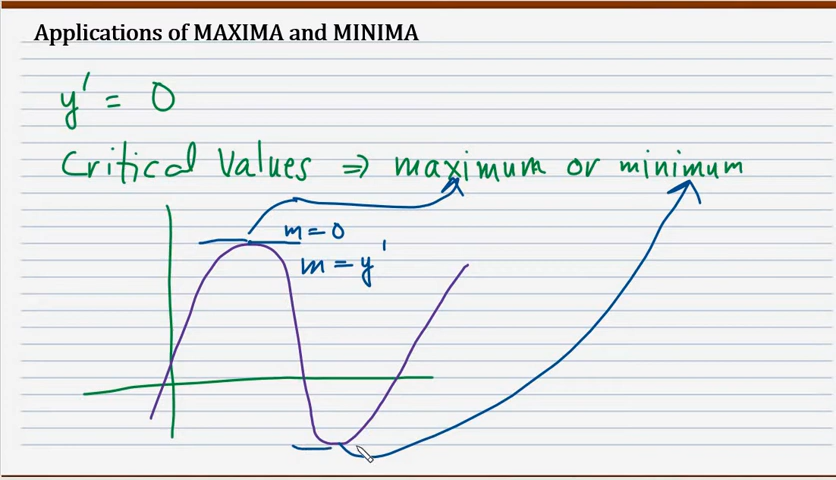 Applications of MAXIMA and MINIMA
y' = 0
Critical Values ⇒ maximum or minimum
m = 0
m = y'